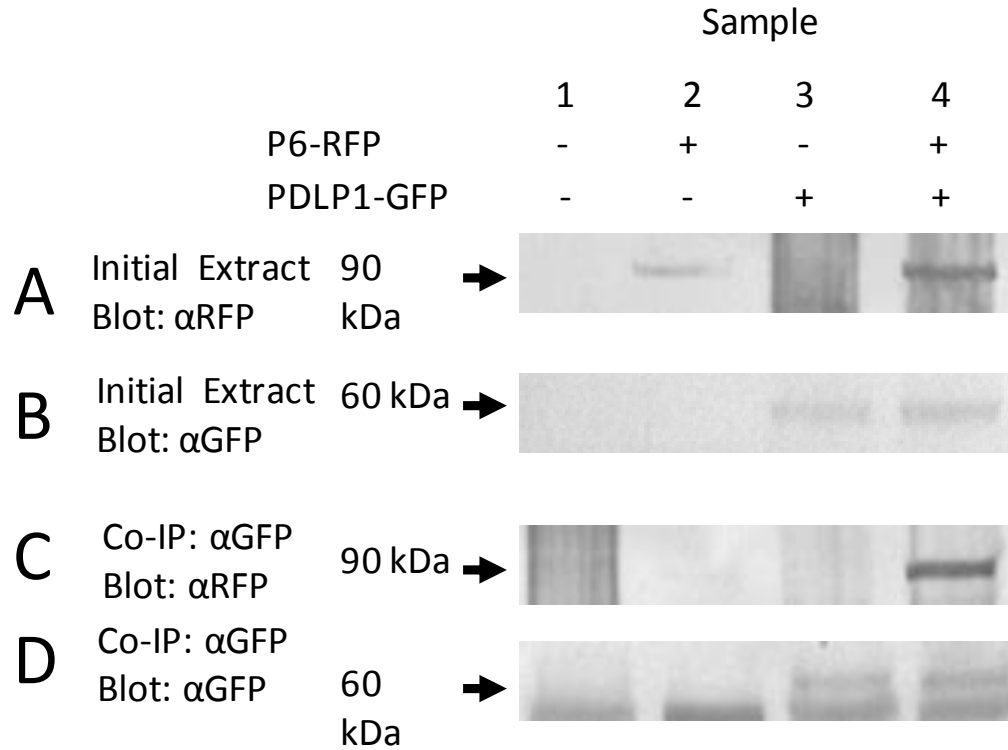 Sample
1 2 3 4
P6-RFP - + - +
PDLP1-GFP - - + +
A
Initial Extract 90
Blot: αRFP kDa
B
Initial Extract 60 kDa
Blot: αGFP
C
Co-IP: αGFP
Blot: αRFP 90 kDa
D
Co-IP: αGFP
Blot: αGFP 60
kDa